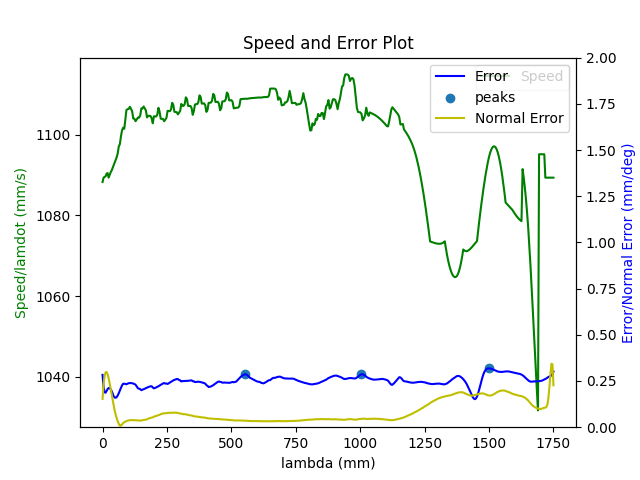 Speed and Error Plot
Speed/lamdot (mm/s)
1100
1080
1060
1040
2.00
1.75
1.50
1.25
1.00
0.75
0.50
0.25
0.00
Error/Normal Error (mm/deg)
Error
Speed
peaks
Normal Error
0
250
500
750
1000
1250
1500
1750
lambda (mm)